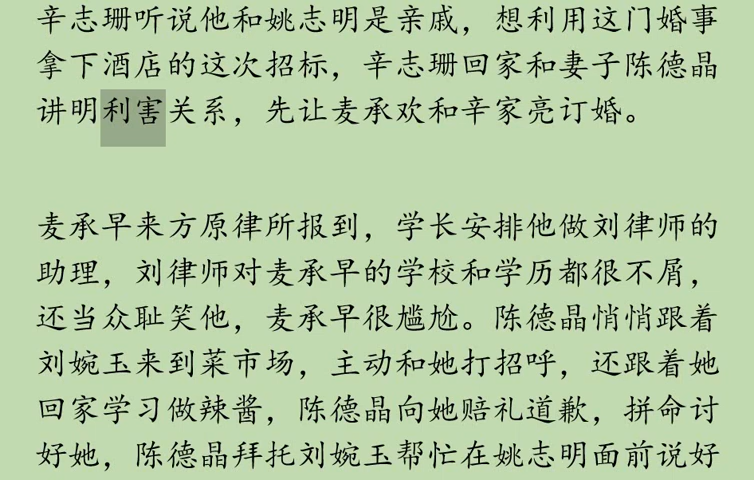 辛志珊听说他和姚志明是亲戚，想利用这门婚事
拿下酒店的这次招标，辛志珊回家和妻子陈德晶
讲明利害关系，先让麦承欢和辛家亮订婚。
麦承早来方原律所报到，学长安排他做刘律师的
助理，刘律师对麦承早的学校和学历都很不屑，
还当众耻笑他，麦承早很尴尬。陈德晶悄悄跟着
刘婉玉来到菜市场，主动和她打招呼，还跟着她
回家学习做辣酱，陈德晶向她赔礼道歉，拼命讨
好她，陈德晶拜托刘婉玉帮忙在姚志明面前说好